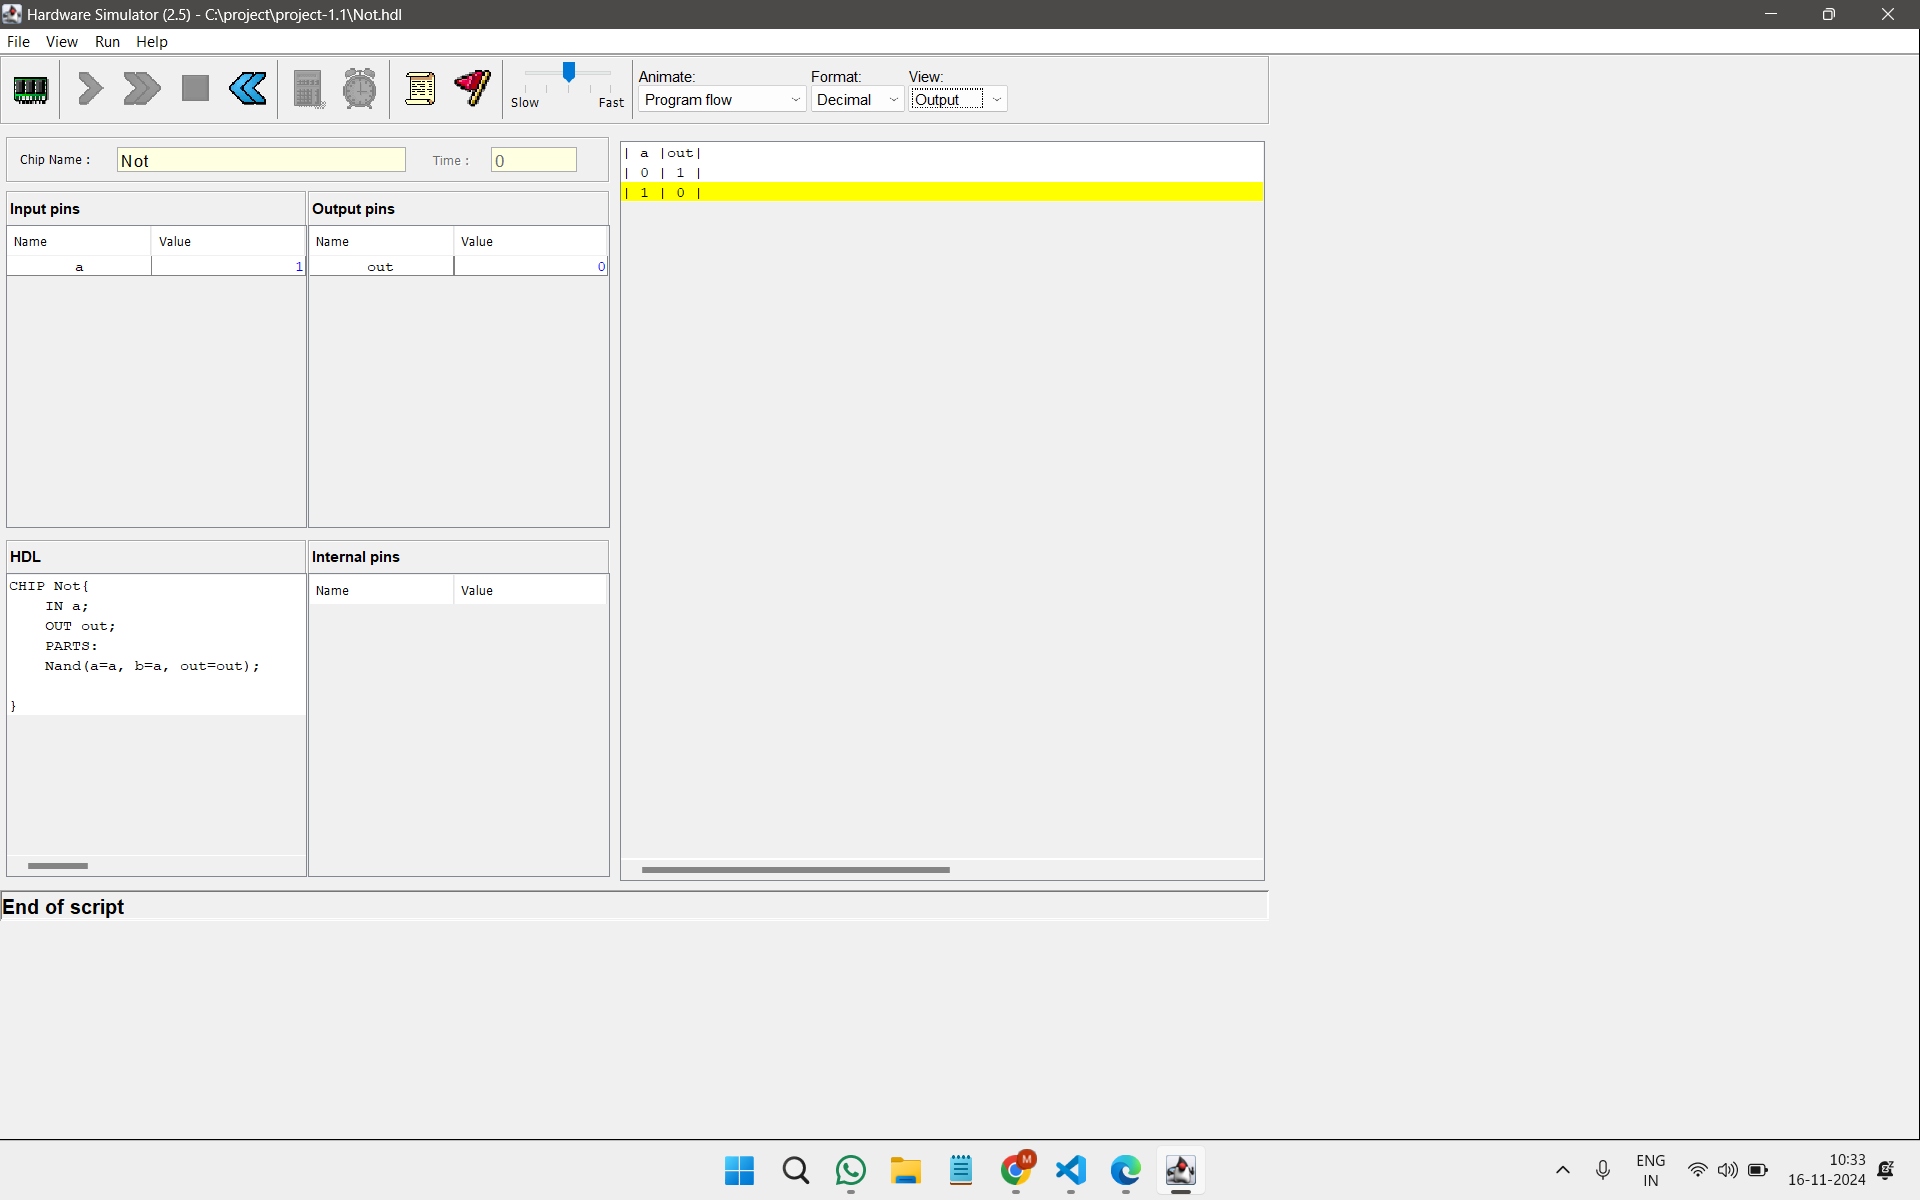 Hardware Simulator (2.5) - C:\project\project-1.1\Not.hdl
File View Run Help
Slow Fast
Animate: Format: View:
Program flow Decimal Output
Chip Name : Not Time : 0
Input pins
Name Value
a 1
Output pins
Name Value
out 0
| a |out|
| 0 | 1 |
| 1 | 0 |
HDL
CHIP Not{
    IN a;
    OUT out;
    PARTS:
    Nand(a=a, b=a, out=out);
}
Internal pins
Name Value
End of script
M
ENG
IN
10:33
16-11-2024